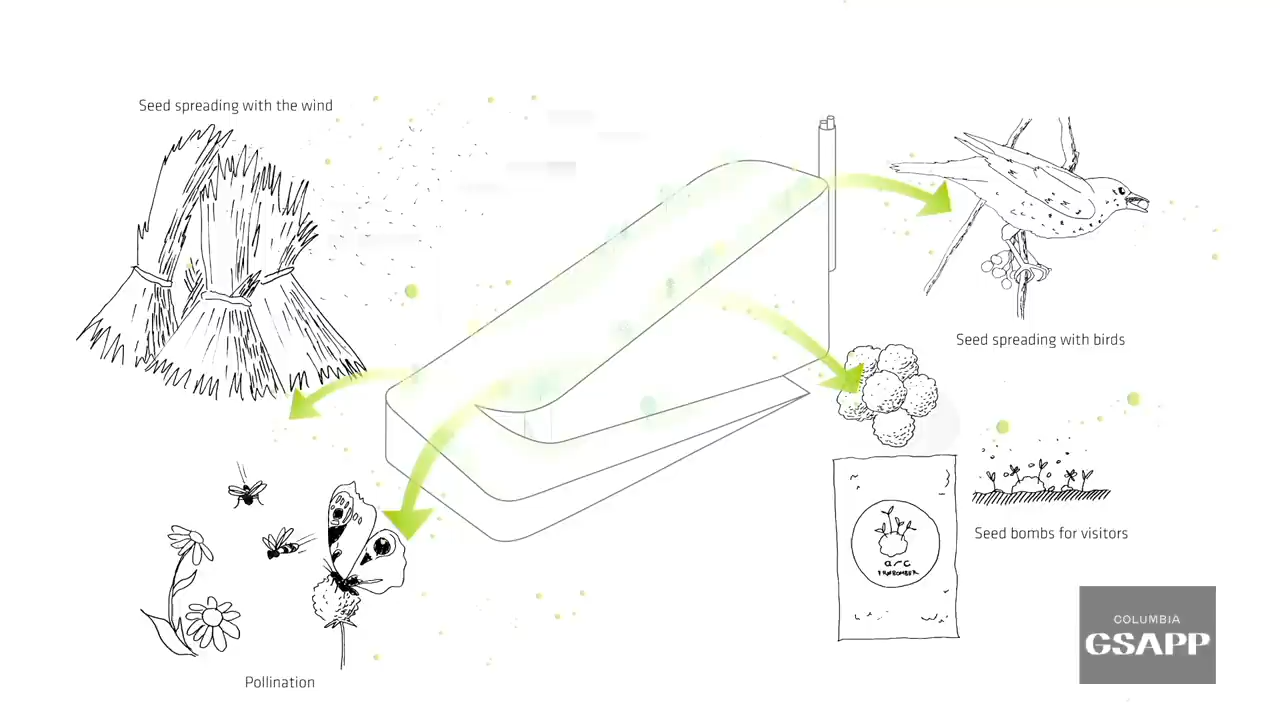 Seed spreading with the wind
Seed spreading with birds
Seed bombs for visitors
arc
COLUMBIA
GSAPP
Pollination